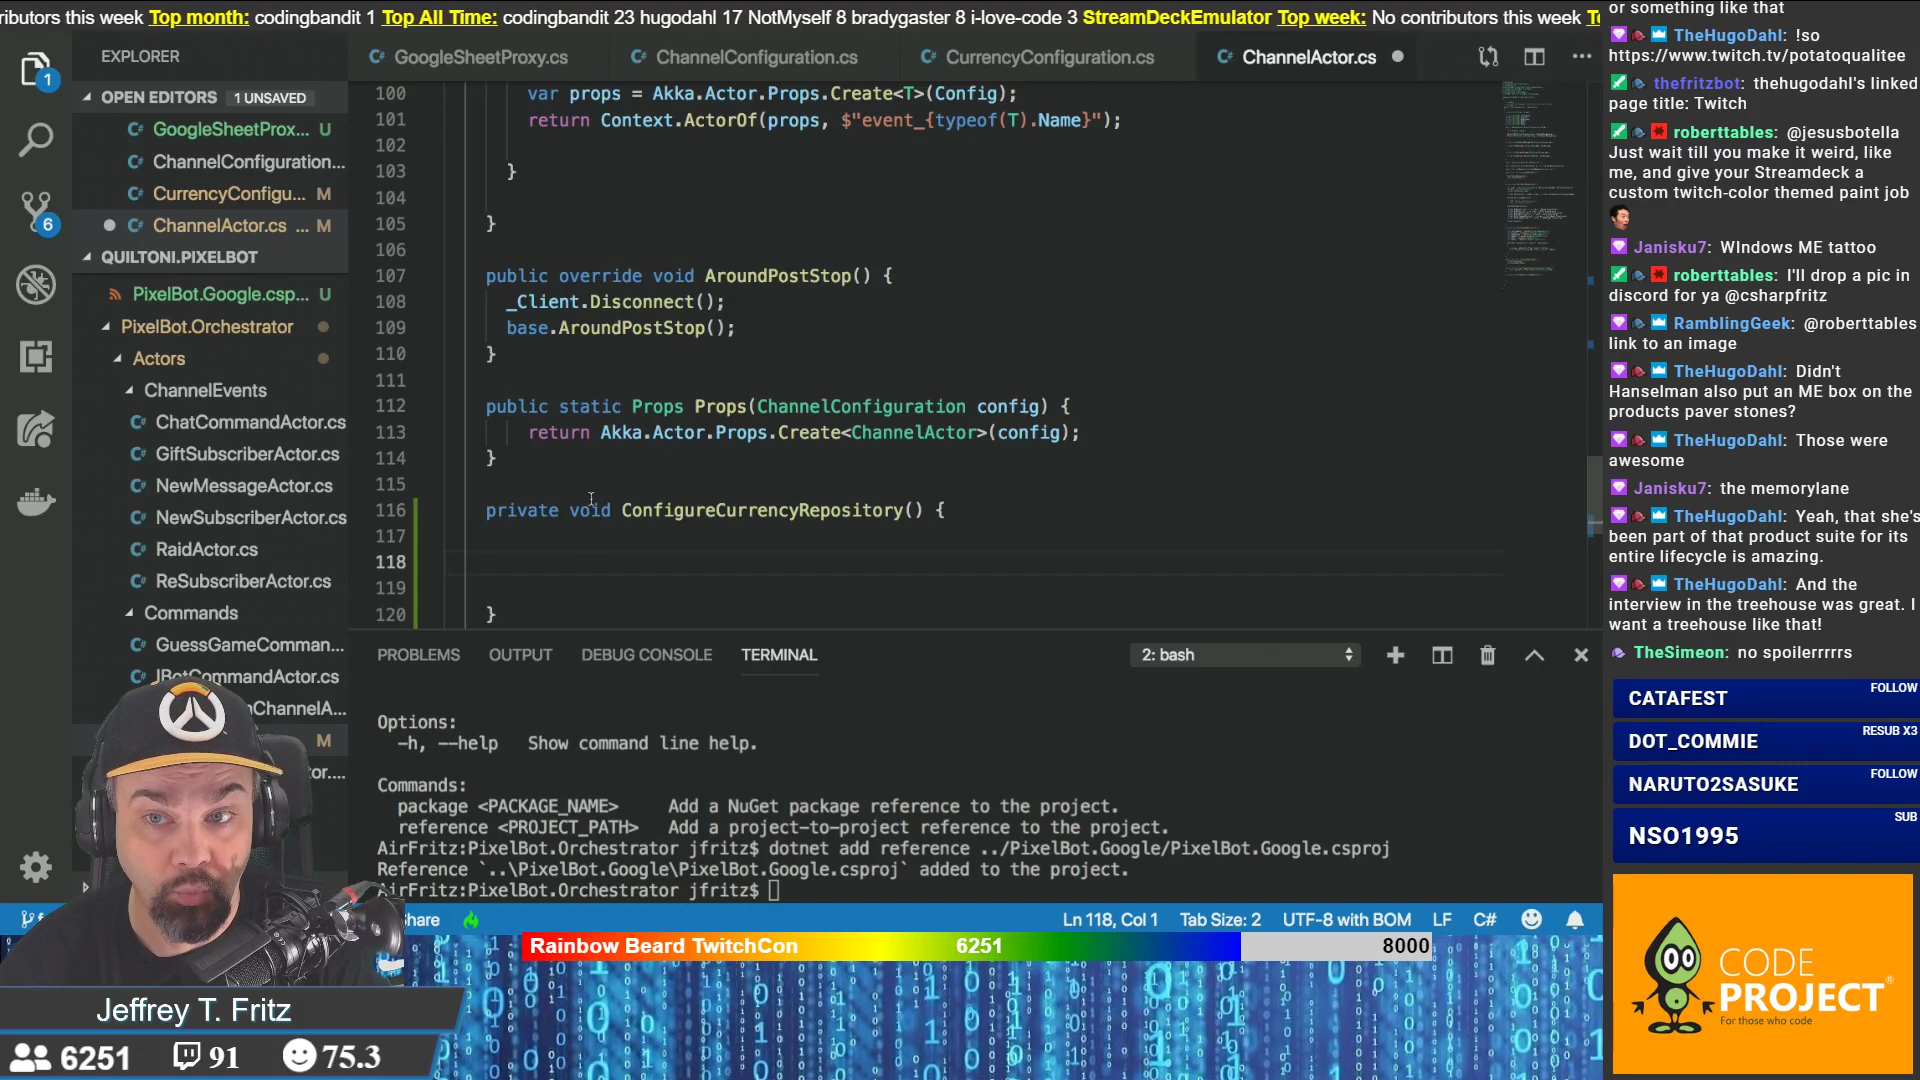 ributors this week Top month: codingbandit 1 Top All Time: codingbandit 23 hugodahl 17 NotMyself 8 bradygaster 8 i-love-code 3 StreamDeckEmulator Top week: No contributors this week
EXPLORER
OPEN EDITORS 1 UNSAVED
GoogleSheetProx... U
ChannelConfiguration...
CurrencyConfigu... M
ChannelActor.cs ... M
QUILTONI.PIXELBOT
PixelBot.Google.csp... U
PixelBot.Orchestrator
Actors
ChannelEvents
ChatCommandActor.cs
GiftSubscriberActor.cs
NewMessageActor.cs
NewSubscriberActor.cs
RaidActor.cs
ReSubscriberActor.cs
Commands
GuessGameComman...
IBotCommandActor.cs
ChannelA...
M
or....
1
6
GoogleSheetProxy.cs
ChannelConfiguration.cs
CurrencyConfiguration.cs
ChannelActor.cs
100 var props = Akka.Actor.Props.Create<T>(Config);
101 return Context.ActorOf(props, $"event_{typeof(T).Name}");
102
103 }
104
105 }
106
107 public override void AroundPostStop() {
108 _Client.Disconnect();
109 base.AroundPostStop();
110 }
111
112 public static Props Props(ChannelConfiguration config) {
113 return Akka.Actor.Props.Create<ChannelActor>(config);
114 }
115
116 private void ConfigureCurrencyRepository() {
117
118
119
120 }
PROBLEMS OUTPUT DEBUG CONSOLE TERMINAL
2: bash
Options:
-h, --help Show command line help.
Commands:
package <PACKAGE_NAME> Add a NuGet package reference to the project.
reference <PROJECT_PATH> Add a project-to-project reference to the project.
AirFritz:PixelBot.Orchestrator jfritz$ dotnet add reference ../PixelBot.Google/PixelBot.Google.csproj
Reference `..\PixelBot.Google\PixelBot.Google.csproj` added to the project.
AirFritz:PixelBot.Orchestrator jfritz$
hare
Ln 118, Col 1 Tab Size: 2 UTF-8 with BOM LF C#
Rainbow Beard TwitchCon 6251 8000
Jeffrey T. Fritz
6251 91 75.3
or something like that
TheHugoDahl: !so
https://www.twitch.tv/potatoqualitee
thefritzbot: thehugodahl's linked
page title: Twitch
roberttables: @jesusbotella
Just wait till you make it weird, like
me, and give your Streamdeck a
custom twitch-color themed paint job
Janisku7: WIndows ME tattoo
roberttables: I'll drop a pic in
discord for ya @csharpfritz
RamblingGeek: @roberttables
link to an image
TheHugoDahl: Didn't
Hanselman also put an ME box on the
products paver stones?
TheHugoDahl: Those were
awesome
Janisku7: the memorylane
TheHugoDahl: Yeah, that she's
been part of that product suite for its
entire lifecycle is amazing.
TheHugoDahl: And the
interview in the treehouse was great. I
want a treehouse like that!
TheSimeon: no spoilerrrrrs
CATAFEST FOLLOW
DOT_COMMIE RESUB X3
NARUTO2SASUKE FOLLOW
NSO1995 SUB
CODE
PROJECT®
For those who code